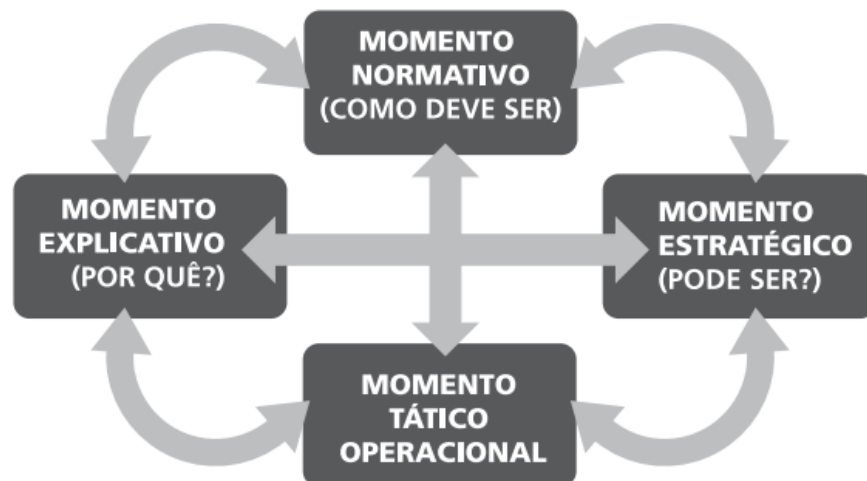 MOMENTO
NORMATIVO
(COMO DEVE SER)
MOMENTO
EXPLICATIVO
(POR QUÊ?)
MOMENTO
ESTRATÉGICO
(PODE SER?)
MOMENTO
TÁTICO
OPERACIONAL